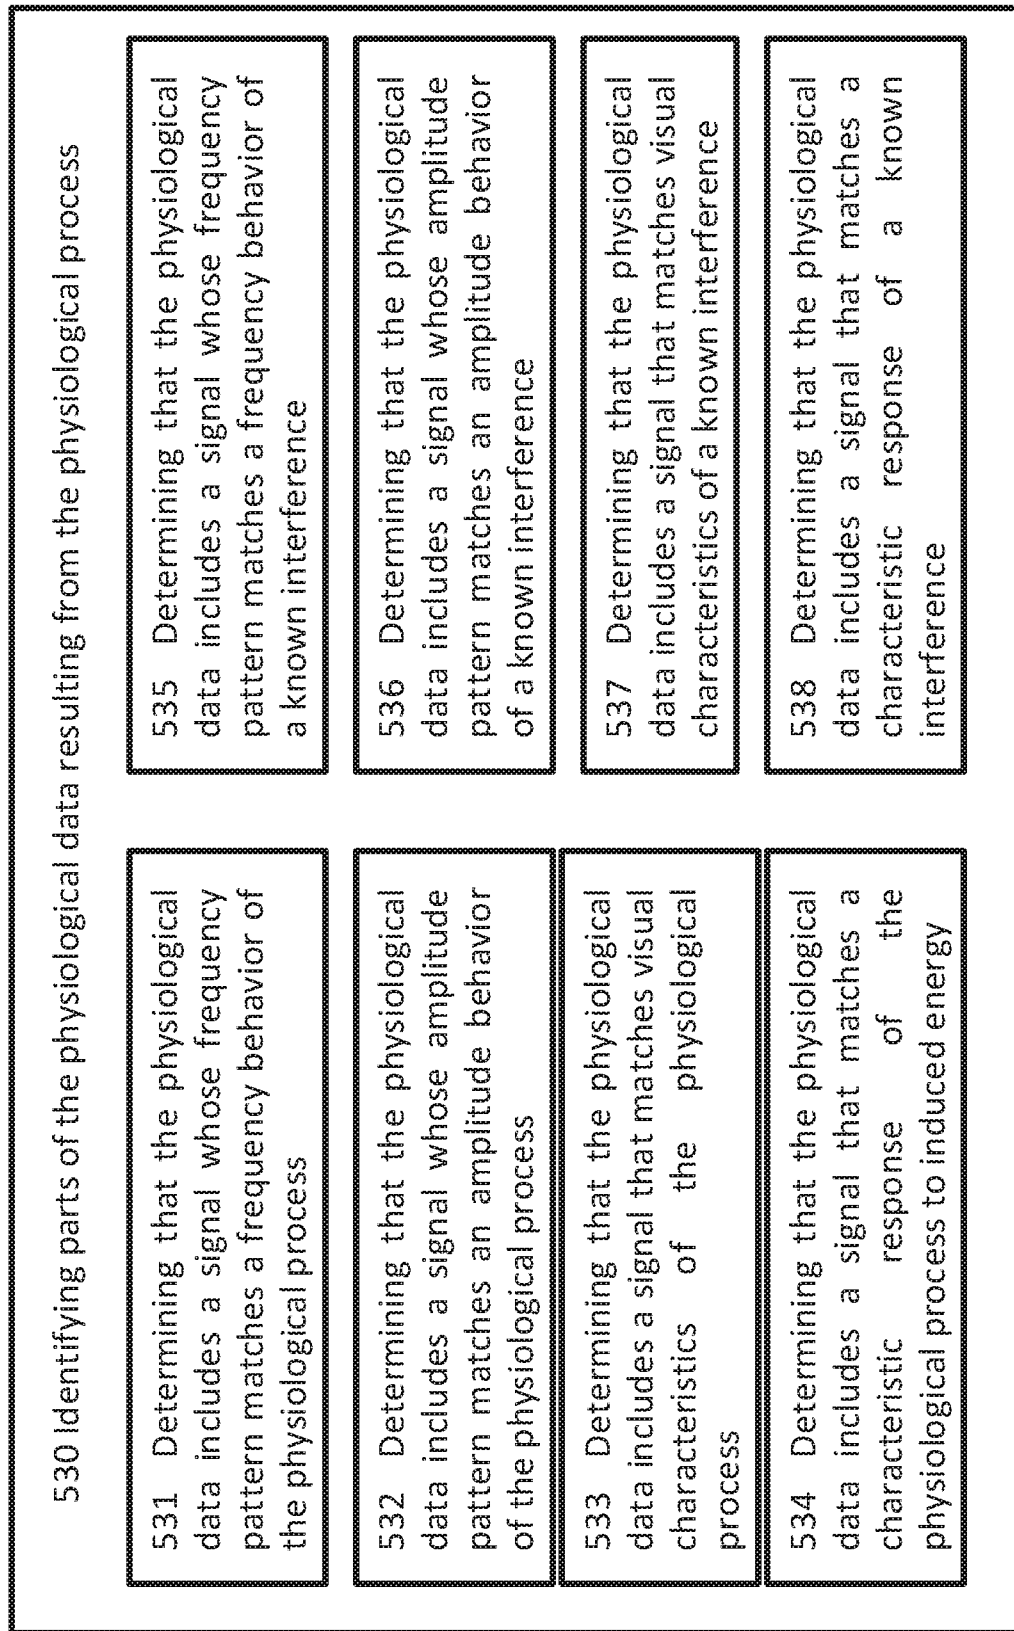 530 Identifying parts of the physiological data resulting from the physiological process
531 Determining that the physiological
data includes a signal whose frequency
pattern matches a frequency behavior of
the physiological process
532 Determining that the physiological
data includes a signal whose amplitude
pattern matches an amplitude behavior
of the physiological process
533 Determining that the physiological
data includes a signal that matches visual
characteristics of the physiological
process
534 Determining that the physiological
data includes a signal that matches a
characteristic response of the
physiological process to induced energy
535 Determining that the physiological
data includes a signal whose frequency
pattern matches a frequency behavior of
a known interference
536 Determining that the physiological
data includes a signal whose amplitude
pattern matches an amplitude behavior
of a known interference
537 Determining that the physiological
data includes a signal that matches visual
characteristics of a known interference
538 Determining that the physiological
data includes a signal that matches a
characteristic response of a known
interference